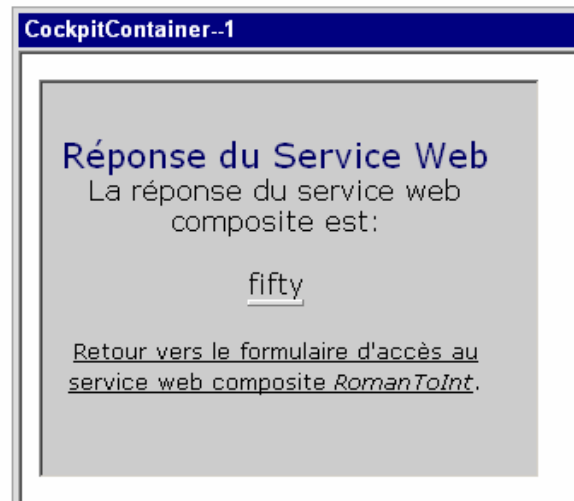 CockpitContainer--1
Réponse du Service Web
La réponse du service web
composite est:
fifty
Retour vers le formulaire d'accès au
service web composite RomanToInt.